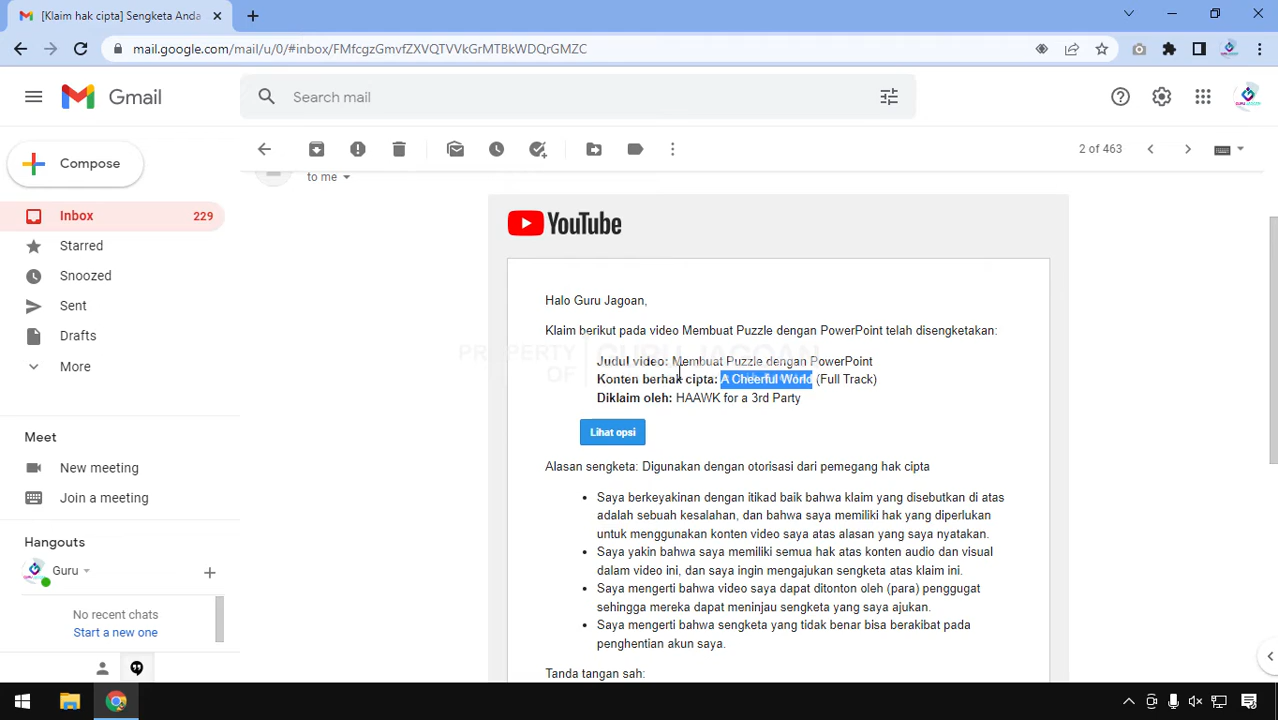 [Klaim hak cipta] Sengketa Anda
mail.google.com/mail/u/0/#inbox/FMfcgzGmvfZXVQTVVkGrMTBkWDQrGMZC
Gmail
Search mail
Compose
2 of 463
Inbox 229
Starred
Snoozed
Sent
Drafts
More
Meet
New meeting
Join a meeting
Hangouts
Guru
No recent chats
Start a new one
to me
YouTube
Halo Guru Jagoan,
Klaim berikut pada video Membuat Puzzle dengan PowerPoint telah disengketakan:
Judul video: Membuat Puzzle dengan PowerPoint
Konten berhak cipta: A Cheerful World (Full Track)
Diklaim oleh: HAAWK for a 3rd Party
PROPERTY OF
GURU JAGOAN
Lihat opsi
Alasan sengketa: Digunakan dengan otorisasi dari pemegang hak cipta
• Saya berkeyakinan dengan itikad baik bahwa klaim yang disebutkan di atas
adalah sebuah kesalahan, dan bahwa saya memiliki hak yang diperlukan
untuk menggunakan konten video saya atas alasan yang saya nyatakan.
• Saya yakin bahwa saya memiliki semua hak atas konten audio dan visual
dalam video ini, dan saya ingin mengajukan sengketa atas klaim ini.
• Saya mengerti bahwa video saya dapat ditonton oleh (para) penggugat
sehingga mereka dapat meninjau sengketa yang saya ajukan.
• Saya mengerti bahwa sengketa yang tidak benar bisa berakibat pada
penghentian akun saya.
Tanda tangan sah: